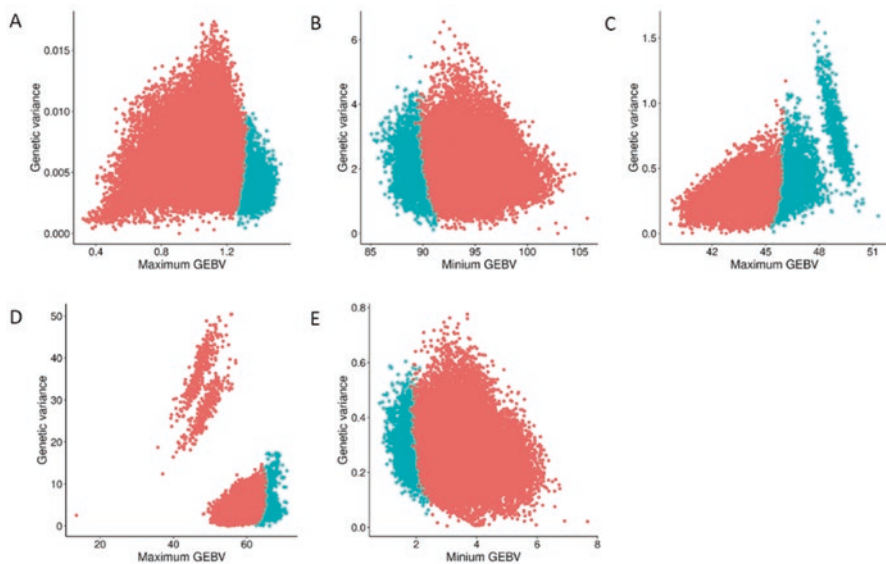 A
B
C
0.015
0.010
0.005
0.000
Genetic variance
0.4
0.8
1.2
Maximum GEBV
6
4
2
0
Genetic variance
85
90
95
100
105
Minium GEBV
1.5
1.0
0.5
0.0
Genetic variance
42
45
48
51
Maximum GEBV
D
E
50
40
30
20
10
0
Genetic variance
20
40
60
Maximum GEBV
0.8
0.6
0.4
0.2
0.0
Genetic variance
2
4
6
8
Minium GEBV